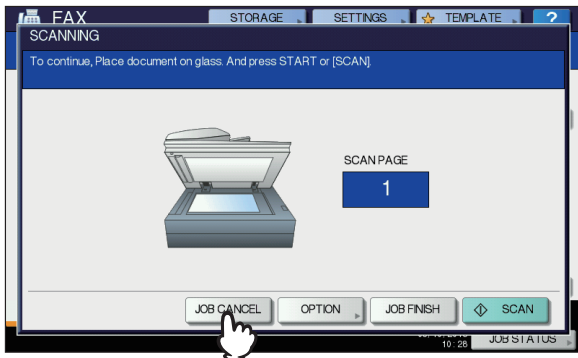 FAX STORAGE SETTINGS TEMPLATE ?
SCANNING
To continue, Place document on glass. And press START or [SCAN].
SCAN PAGE
1
JOB CANCEL OPTION JOB FINISH SCAN
10: 28 JOB STATUS